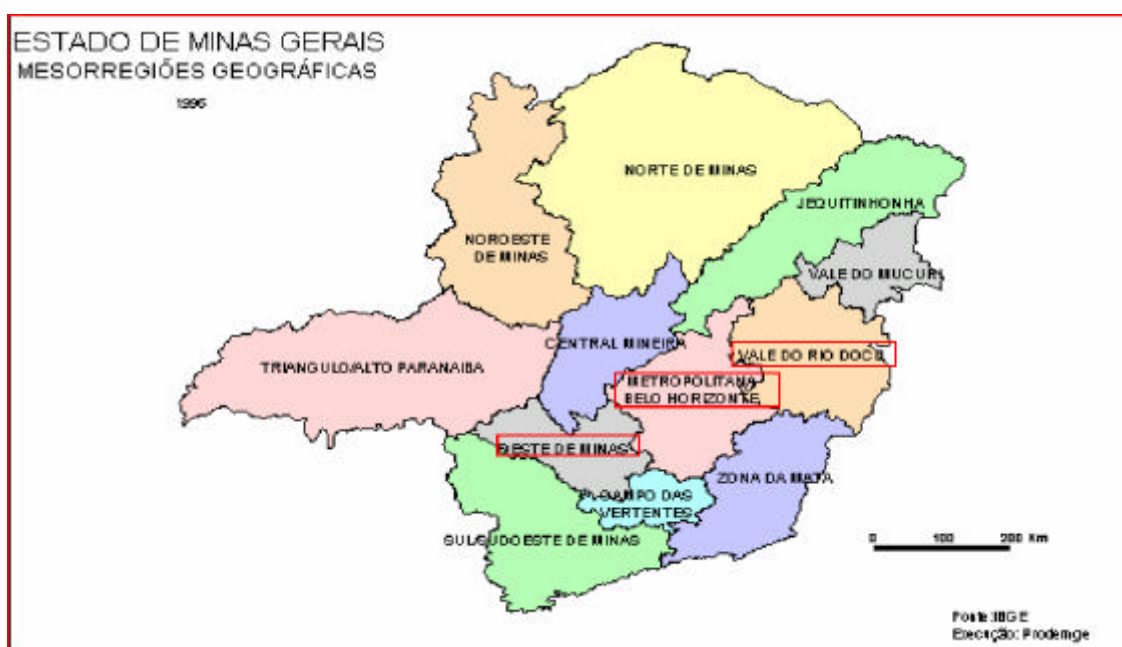 ESTADO DE MINAS GERAIS
MESORREGIÕES GEOGRÁFICAS
1996
NORTE DE MINAS
JEQUITINHONHA
NOROESTE
DE MINAS
VALE DO MUCURI
CENTRAL MINEIRA
VALE DO RIO DOCE
TRIANGULO/ALTO PARANAIBA
METROPOLITANA
BELO HORIZONTE
OESTE DE MINAS
ZONA DA MATA
CAMPO DAS
VERTENTES
SUL/SUDOESTE DE MINAS
0 100 200 Km
Fonte: IBGE
Execução: Prodemge